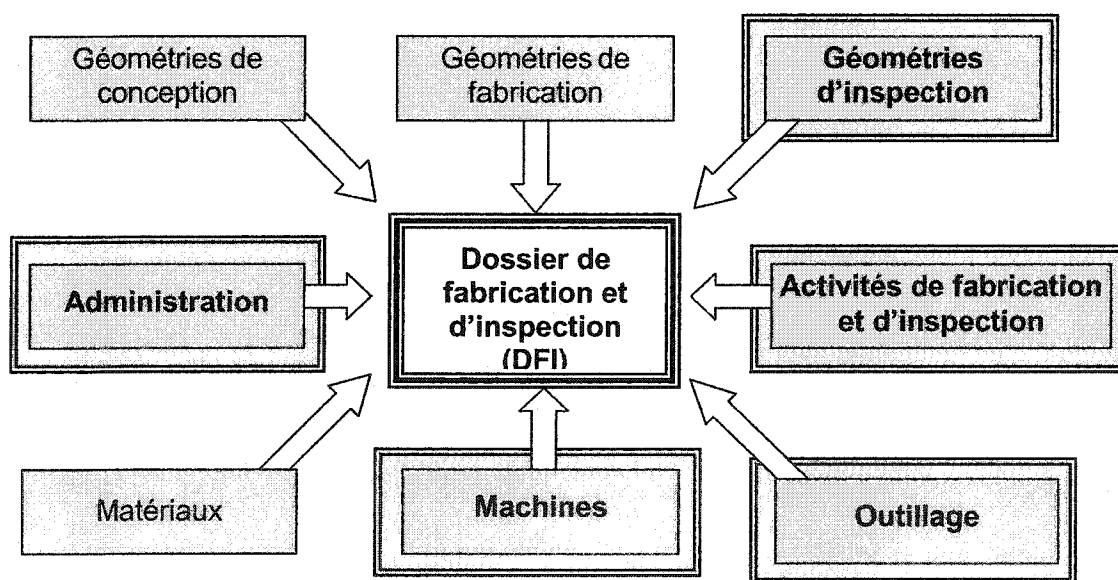 Géométries de
conception
Géométries de
fabrication
Géométries
d'inspection
Administration
Dossier de
fabrication et
d'inspection
(DFI)
Activités de fabrication
et d'inspection
Matériaux
Machines
Outillage